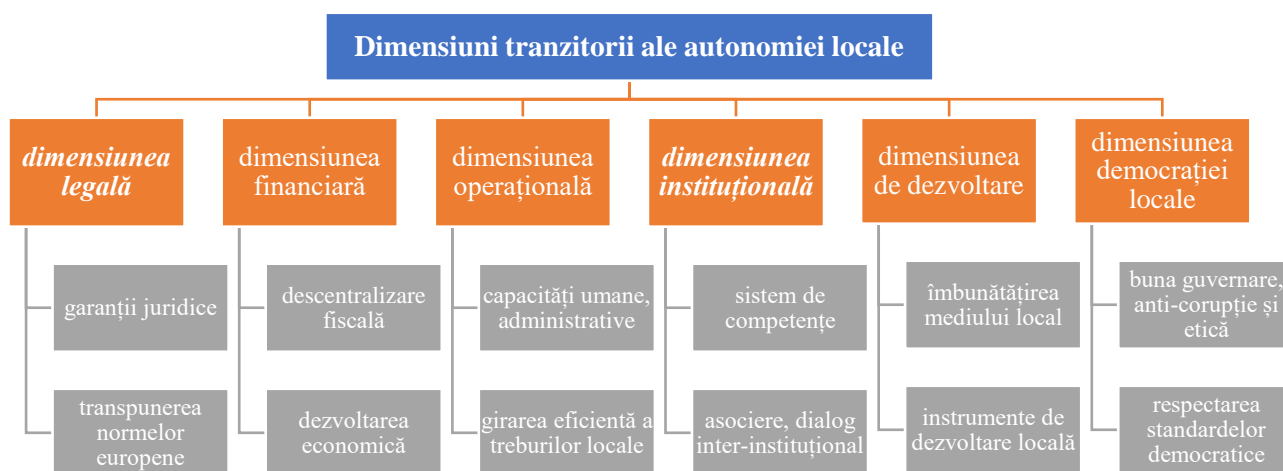 Dimensiuni tranzitorii ale autonomiei locale
dimensiunea
legală
garanții juridice
transpunerea
normelor
europene
dimensiunea
financiară
descentralizare
fiscală
dezvoltarea
economică
dimensiunea
operațională
capacități umane,
administrative
girarea eficientă a
treburilor locale
dimensiunea
instituțonală
sistem de
competențe
asociere, dialog
inter-instituțional
dimensiunea
de dezvoltare
îmbunătățirea
mediului local
instrumente de
dezvoltare locală
dimensiunea
democrației
locale
buna guvernare,
anti-corupție și
etică
respectarea
standardelor
democratice